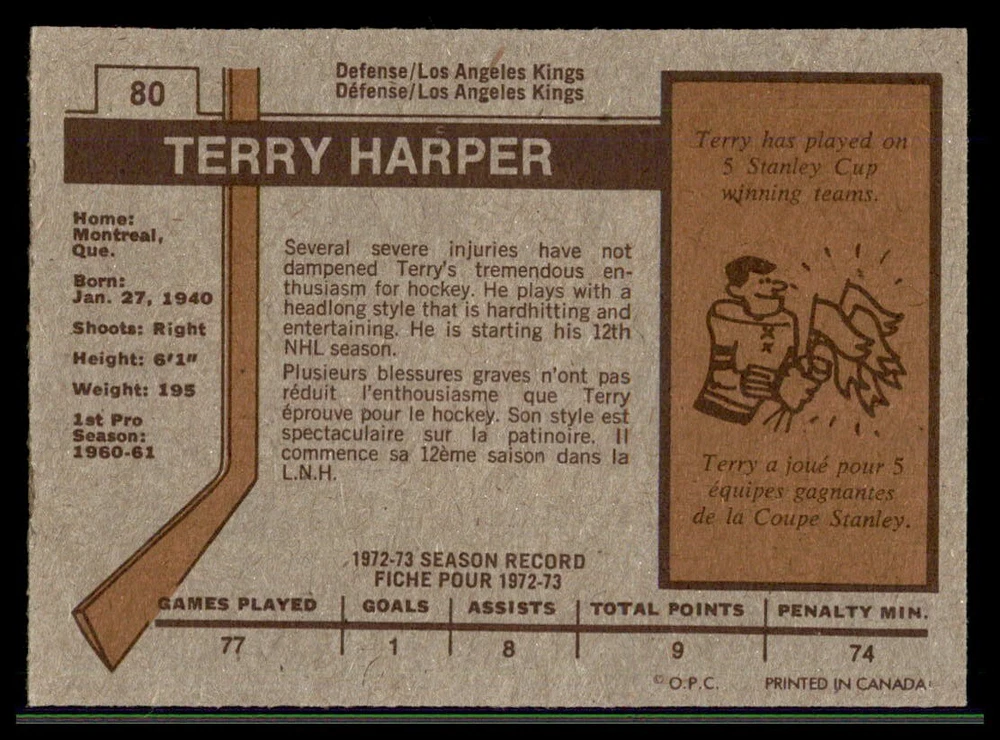 80
Defense/Los Angeles Kings
Défense/Los Angeles Kings
TERRY HARPER
Home:
Montreal,
Que.
Born:
Jan. 27, 1940
Shoots: Right
Height: 6'1"
Weight: 195
1st Pro
Season:
1960-61
Several severe injuries have not
dampened Terry's tremendous en-
thusiasm for hockey. He plays with a
headlong style that is hardhitting and
entertaining. He is starting his 12th
NHL season.
Plusieurs blessures graves n'ont pas
réduit l'enthousiasme que Terry
éprouve pour le hockey. Son style est
spectaculaire sur la patinoire. Il
commence sa 12ème saison dans la
L.N.H.
Terry has played on
5 Stanley Cup
winning teams.
Terry a joué pour 5
équipes gagnantes
de la Coupe Stanley.
1972-73 SEASON RECORD
FICHE POUR 1972-73
GAMES PLAYED GOALS ASSISTS TOTAL POINTS PENALTY MIN.
77 1 8 9 74
© O.P.C. PRINTED IN CANADA